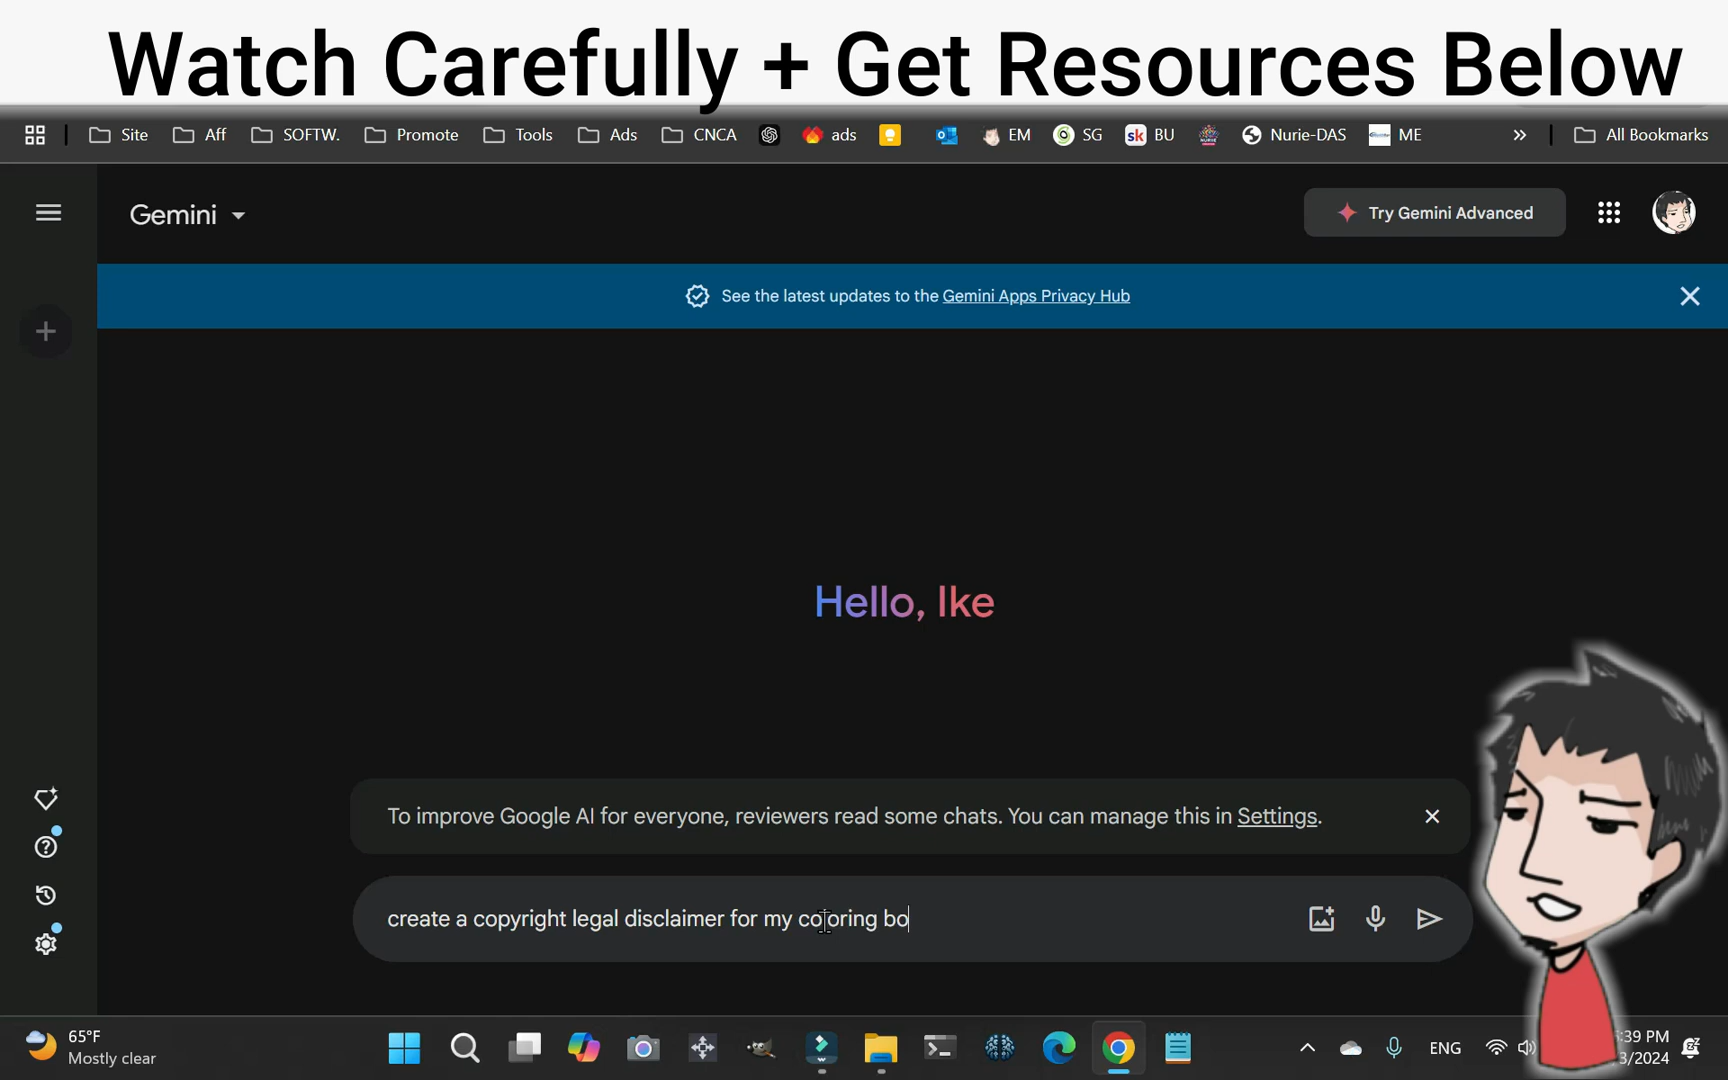 Watch Carefully + Get Resources Below
Site Aff SOFTW. Promote Tools Ads CNCA ads EM SG sk BU Nurie-DAS ME » All Bookmarks
Gemini Try Gemini Advanced
See the latest updates to the Gemini Apps Privacy Hub
Hello, Ike
To improve Google AI for everyone, reviewers read some chats. You can manage this in Settings.
create a copyright legal disclaimer for my coloring bo
65°F
Mostly clear
ENG
:39 PM
3/2024